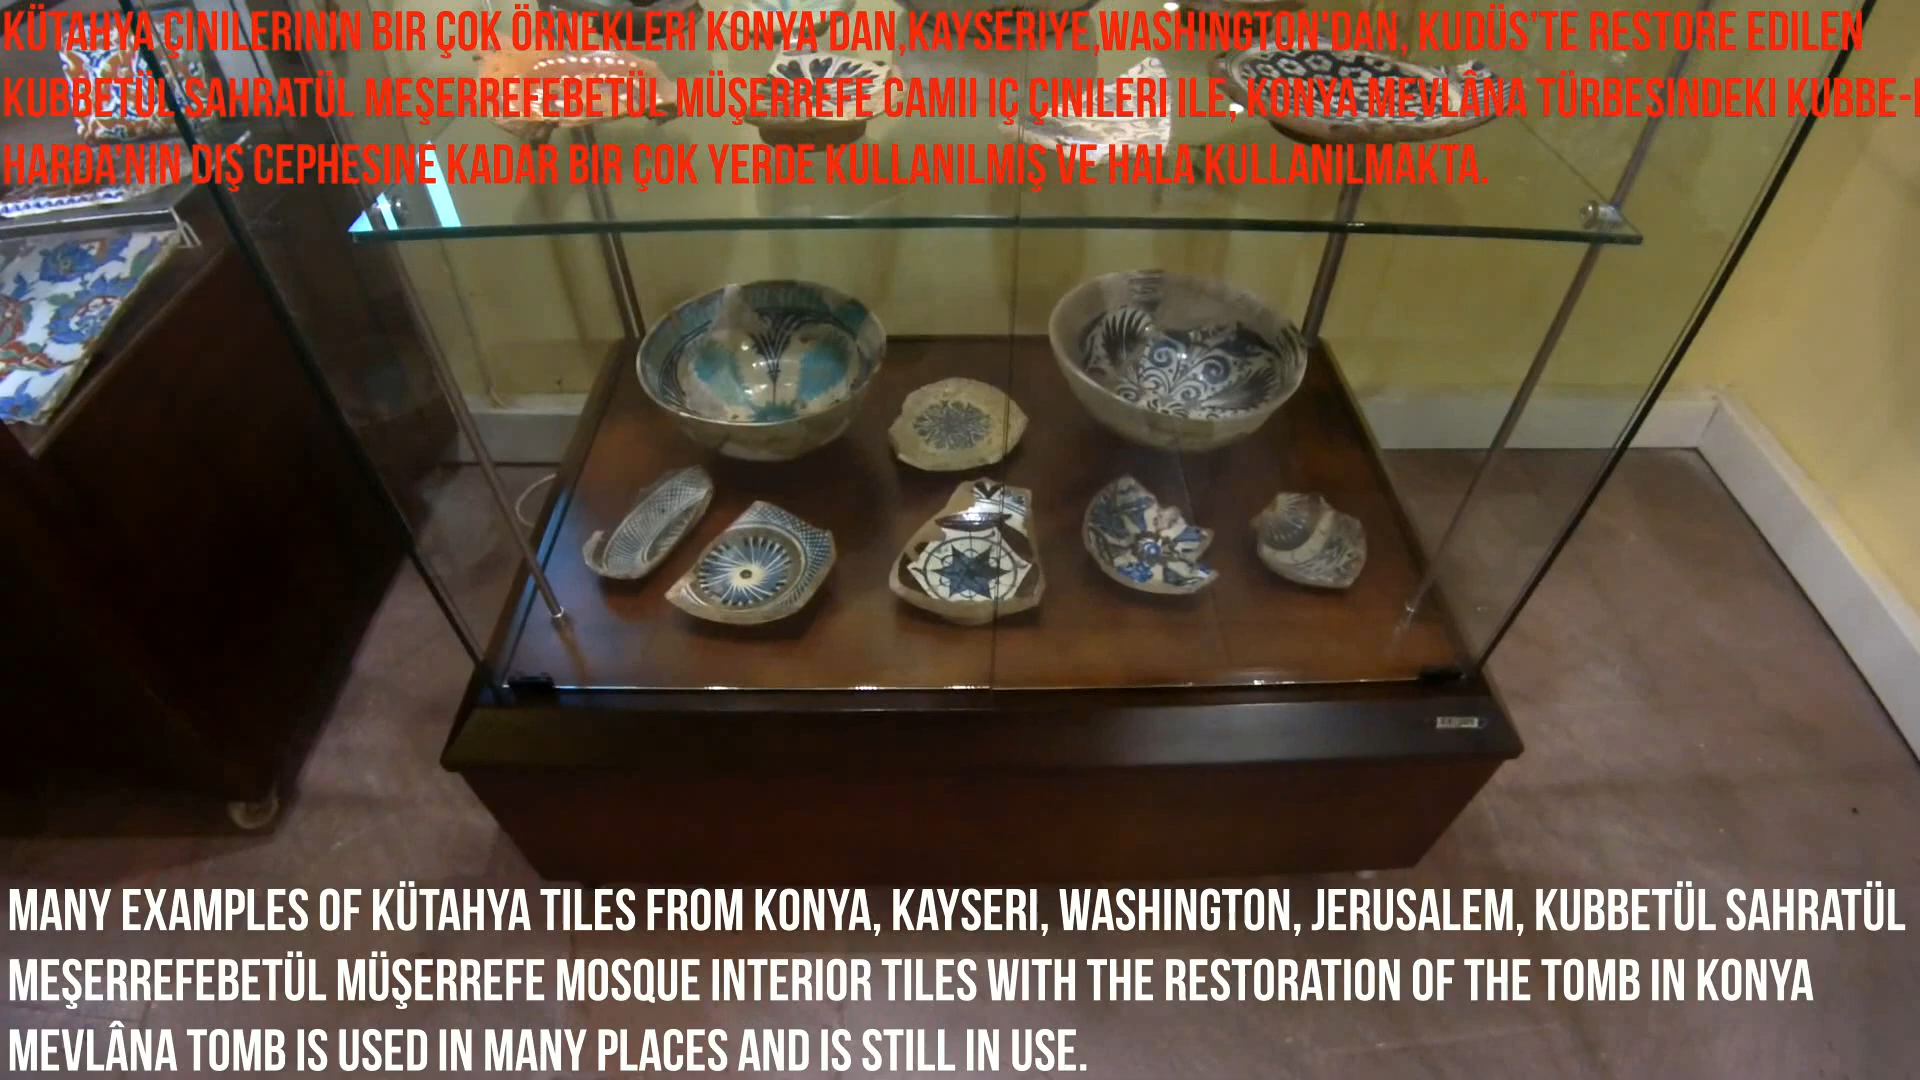 KÜTAHYA ÇINILERININ BIR ÇOK ÖRNEKLERI KONYA'DAN,KAYSERIYE,WASHINGTON'DAN, KUDÜS'TE RESTORE EDILEN
KUBBETÜL SAHRATÜL MEŞERREFEBETÜL MÜŞERREFE CAMII IÇ ÇINILERI ILE, KONYA MEVLÂNA TÜRBESINDEKI KUBBE-I
HARDA'NIN DIŞ CEPHESINE KADAR BIR ÇOK YERDE KULLANILMIŞ VE HALA KULLANILMAKTA.
MANY EXAMPLES OF KÜTAHYA TILES FROM KONYA, KAYSERI, WASHINGTON, JERUSALEM, KUBBETÜL SAHRATÜL
MEŞERREFEBETÜL MÜŞERREFE MOSQUE INTERIOR TILES WITH THE RESTORATION OF THE TOMB IN KONYA
MEVLÂNA TOMB IS USED IN MANY PLACES AND IS STILL IN USE.